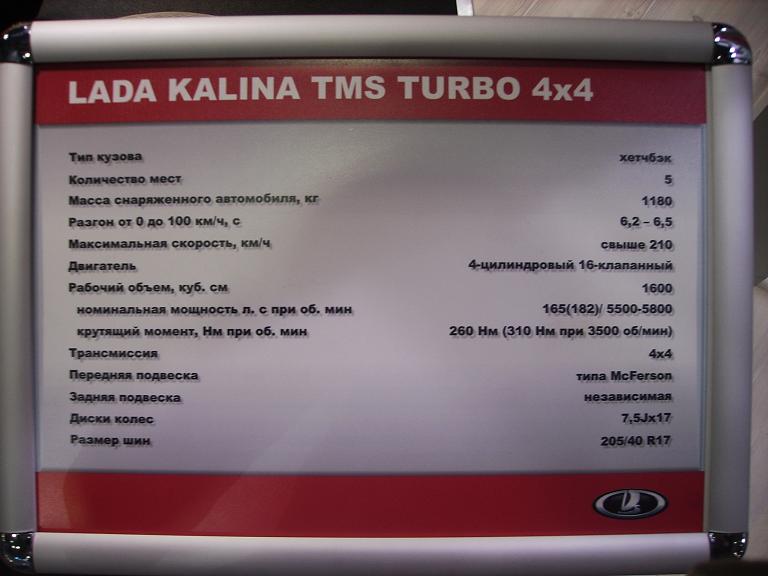 LADA KALINA TMS TURBO 4x4
Тип кузова хетчбэк
Количество мест 5
Масса снаряженного автомобиля, кг 1180
Разгон от 0 до 100 км/ч, с 6,2 – 6,5
Максимальная скорость, км/ч свыше 210
Двигатель 4-цилиндровый 16-клапанный
Рабочий объем, куб. см 1600
номинальная мощность л. с при об. мин 165(182)/ 5500-5800
крутящий момент, Нм при об. мин 260 Нм (310 Нм при 3500 об/мин)
Трансмиссия 4x4
Передняя подвеска типа McFerson
Задняя подвеска независимая
Диски колес 7,5Jx17
Размер шин 205/40 R17